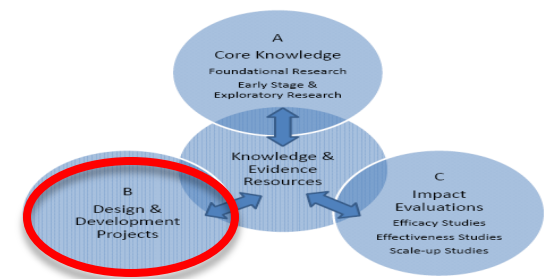 A
Core Knowledge
Foundational Research
Early Stage &
Exploratory Research
Knowledge &
Evidence
Resources
B
Design &
Development
Projects
C
Impact
Evaluations
Efficacy Studies
Effectiveness Studies
Scale-up Studies